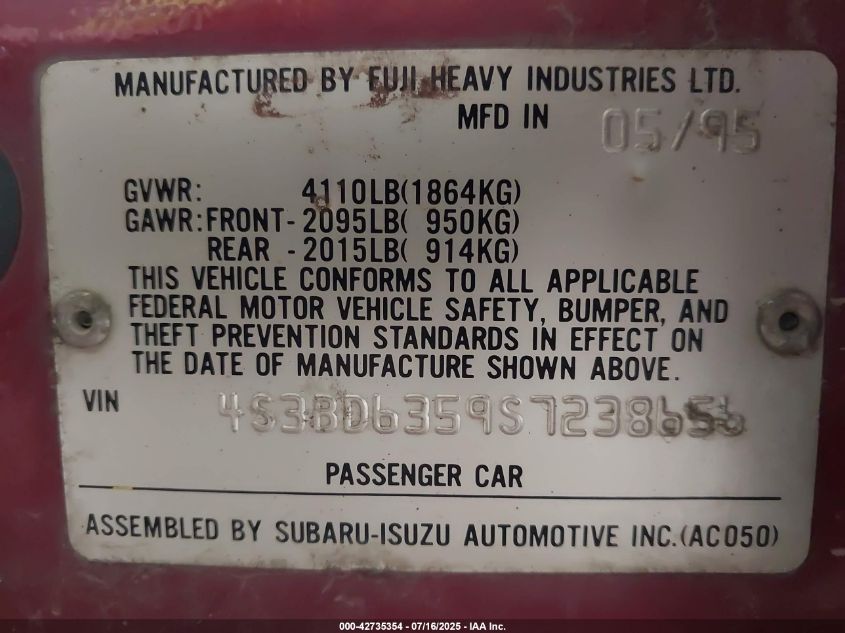 MANUFACTURED BY FUJI HEAVY INDUSTRIES LTD.
MFD IN 05/95
GVWR: 4110LB(1864KG)
GAWR:FRONT-2095LB( 950KG)
REAR -2015LB( 914KG)
THIS VEHICLE CONFORMS TO ALL APPLICABLE
FEDERAL MOTOR VEHICLE SAFETY, BUMPER, AND
THEFT PREVENTION STANDARDS IN EFFECT ON
THE DATE OF MANUFACTURE SHOWN ABOVE.
VIN 4S3BD6359S7238656
PASSENGER CAR
ASSEMBLED BY SUBARU-ISUZU AUTOMOTIVE INC.(AC050)
000-42735354 - 07/16/2025 - IAA Inc.